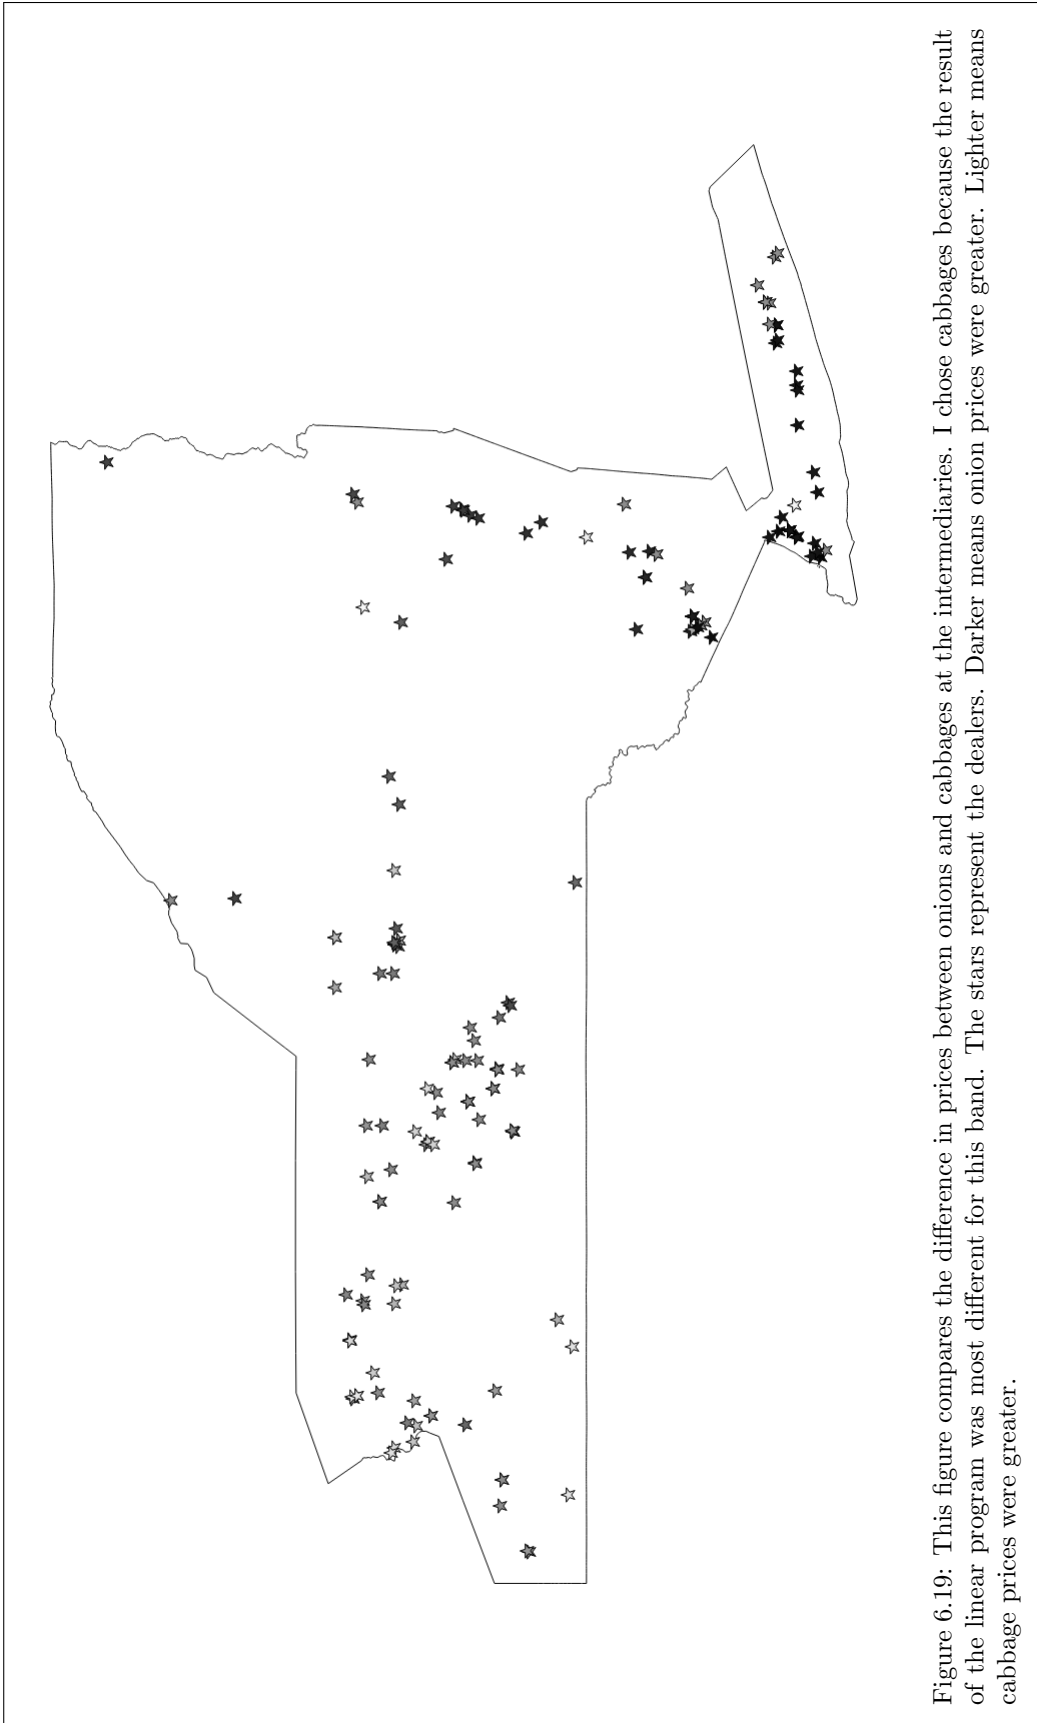 Figure 6.19: This figure compares the difference in prices between onions and cabbages at the intermediaries. I chose cabbages because the result
of the linear program was most different for this band. The stars represent the dealers. Darker means onion prices were greater. Lighter means
cabbage prices were greater.